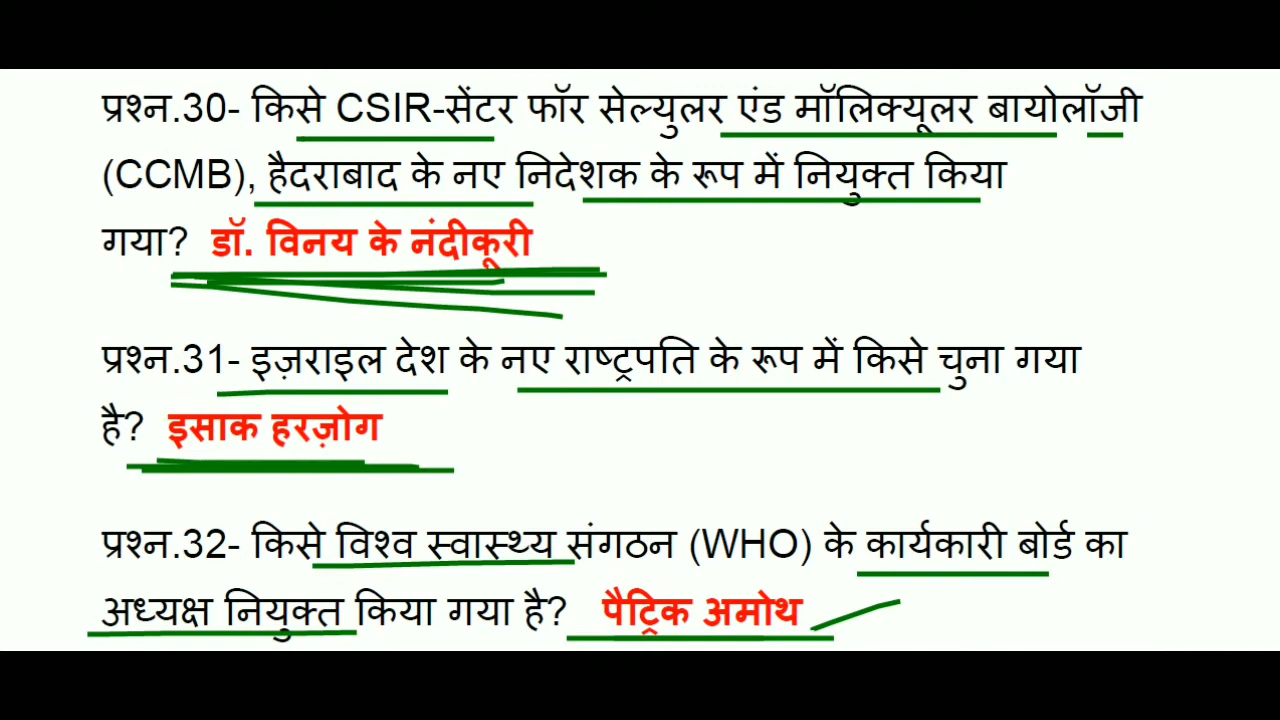 प्रश्न.30- किसे CSIR-सेंटर फॉर सेल्युलर एंड मॉलिक्यूलर बायोलॉजी
(CCMB), हैदराबाद के नए निदेशक के रूप में नियुक्त किया
गया? डॉ. विनय के नंदीकूरी
प्रश्न.31- इज़राइल देश के नए राष्ट्रपति के रूप में किसे चुना गया
है? इसाक हरज़ोग
प्रश्न.32- किसे विश्व स्वास्थ्य संगठन (WHO) के कार्यकारी बोर्ड का
अध्यक्ष नियुक्त किया गया है? पैट्रिक अमोथ